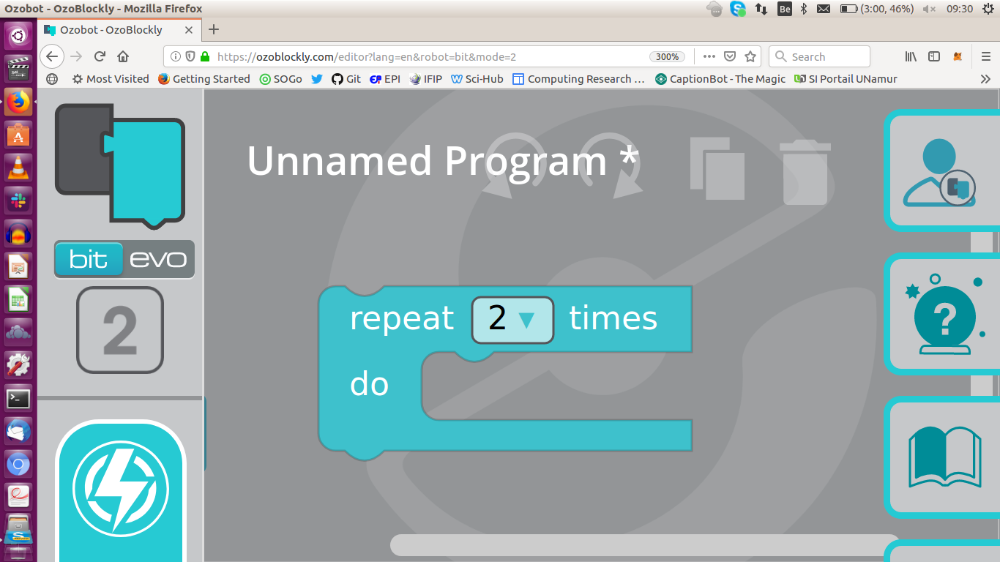 Ozobot - OzoBlockly - Mozilla Firefox
Be
(3:00, 46%)
09:30
Ozobot - OzoBlockly
https://ozoblockly.com/editor?lang=en&robot=bit&mode=2
300%
Search
Most Visited
Getting Started
SOGo
Git
EPI
IFIP
Sci-Hub
Computing Research …
CaptionBot - The Magic
SI Portail UNamur
Unnamed Program *
bit
evo
2
repeat 2 times
do
?